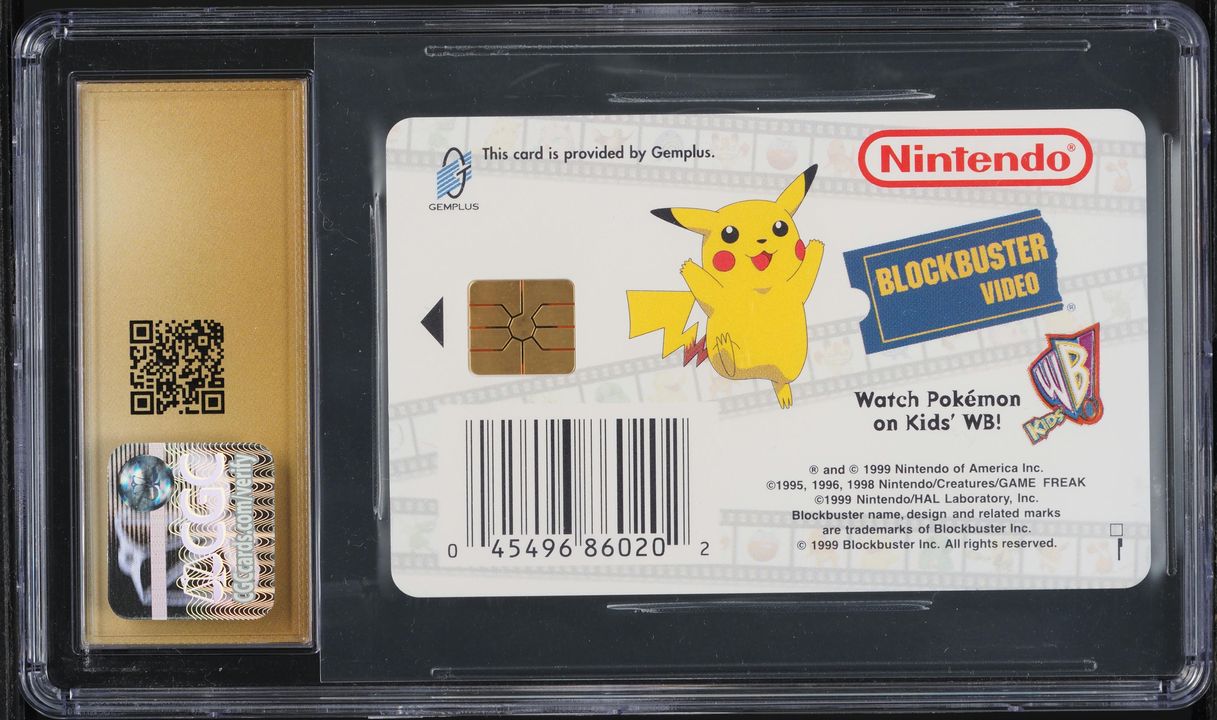 This card is provided by Gemplus.
GEMPLUS
Nintendo®
BLOCKBUSTER
VIDEO®
Watch Pokémon
on Kids' WB!
WB
Kids
® and © 1999 Nintendo of America Inc.
©1995, 1996, 1998 Nintendo/Creatures/GAME FREAK
©1999 Nintendo/HAL Laboratory, Inc.
Blockbuster name, design and related marks
are trademarks of Blockbuster Inc.
© 1999 Blockbuster Inc. All rights reserved.
0 45496 86020 2
CGC
CGCcards.com/verify